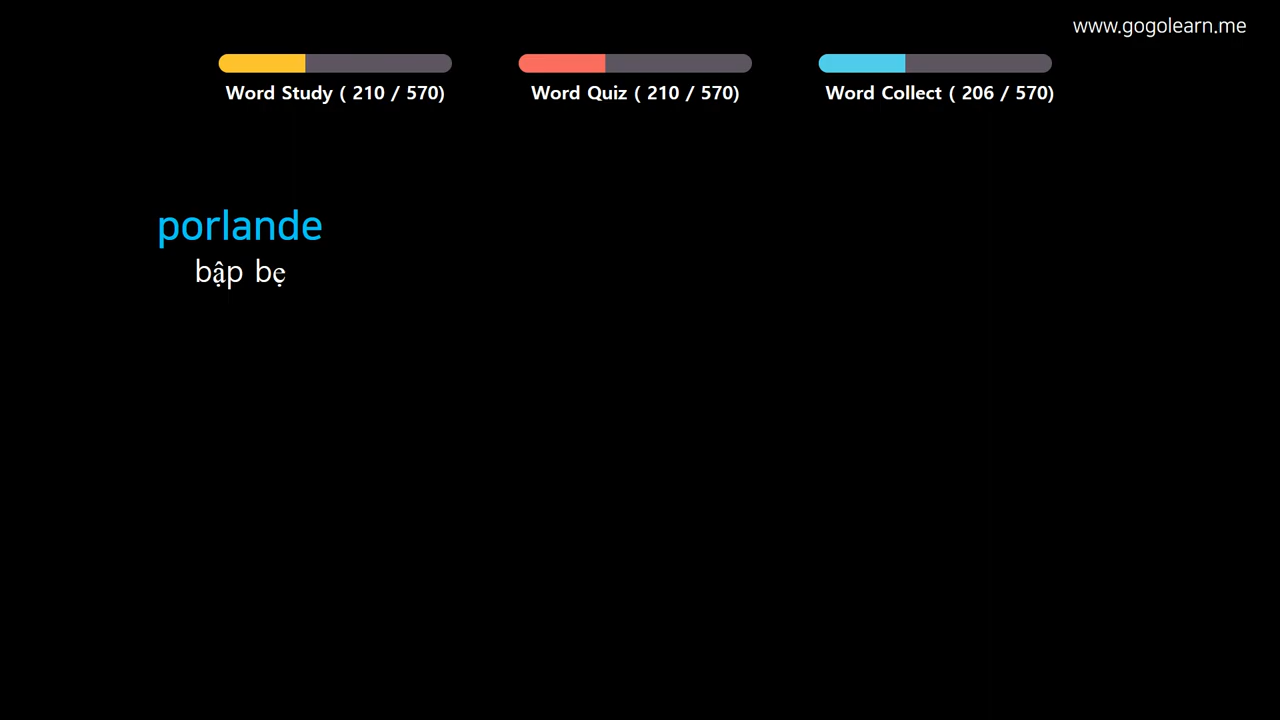 www.gogolearn.me
Word Study ( 210 / 570)
Word Quiz ( 210 / 570)
Word Collect ( 206 / 570)
porlande
bập bẹ